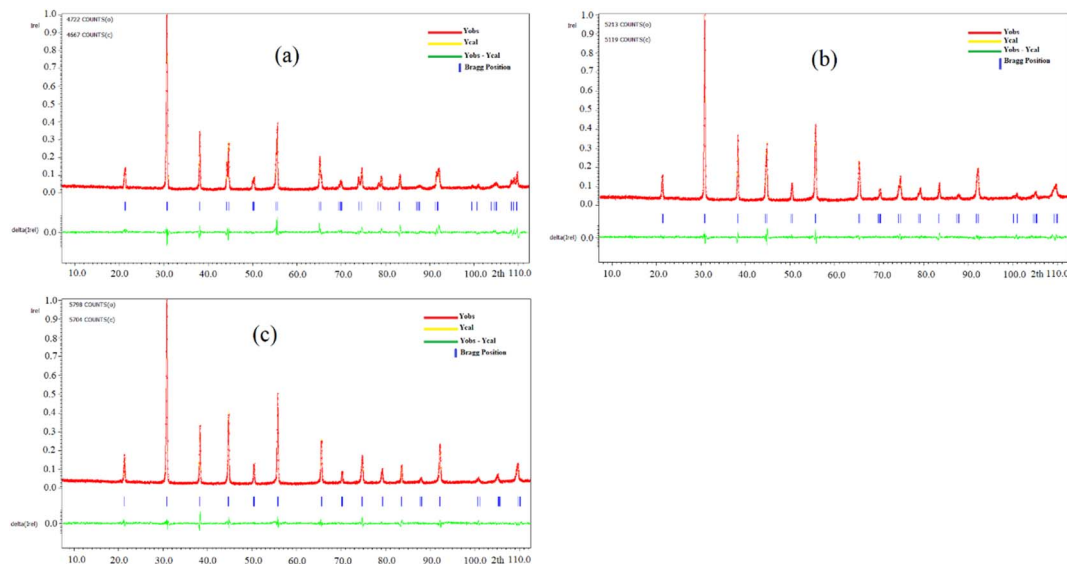 Irel
4722 COUNTS(o)
4667 COUNTS(c)
(a)
Yobs
Ycal
Yobs - Ycal
Bragg Position
1.0
0.9
0.8
0.7
0.6
0.5
0.4
0.3
0.2
0.1
0.0
delta(Irel)
0.0
10.0 20.0 30.0 40.0 50.0 60.0 70.0 80.0 90.0 100.0 2th 110.0
Irel
5213 COUNTS(o)
5119 COUNTS(c)
(b)
Yobs
Ycal
Yobs - Ycal
Bragg Position
1.0
0.9
0.8
0.7
0.6
0.5
0.4
0.3
0.2
0.1
0.0
delta(Irel)
0.0
10.0 20.0 30.0 40.0 50.0 60.0 70.0 80.0 90.0 100.0 2th 110.0
Irel
5798 COUNTS(o)
5704 COUNTS(c)
(c)
Yobs
Ycal
Yobs - Ycal
Bragg Position
1.0
0.9
0.8
0.7
0.6
0.5
0.4
0.3
0.2
0.1
0.0
delta(Irel)
0.0
10.0 20.0 30.0 40.0 50.0 60.0 70.0 80.0 90.0 2th 110.0